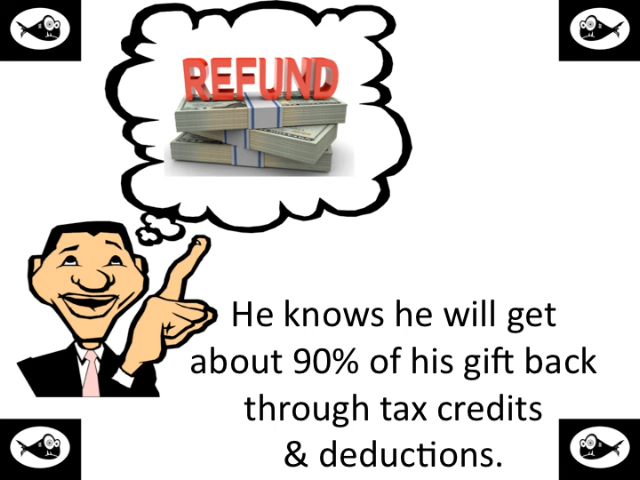 REFUND
He knows he will get
about 90% of his gift back
through tax credits
& deductions.